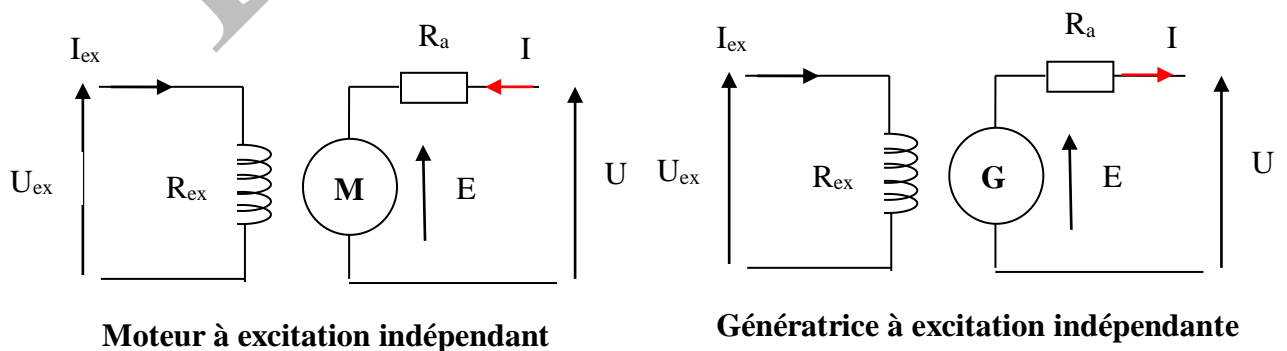 Iex
Ra
I
Uex
Rex
M
E
U
Moteur à excitation indépendant
Iex
Ra
I
Uex
Rex
G
E
U
Génératrice à excitation indépendante